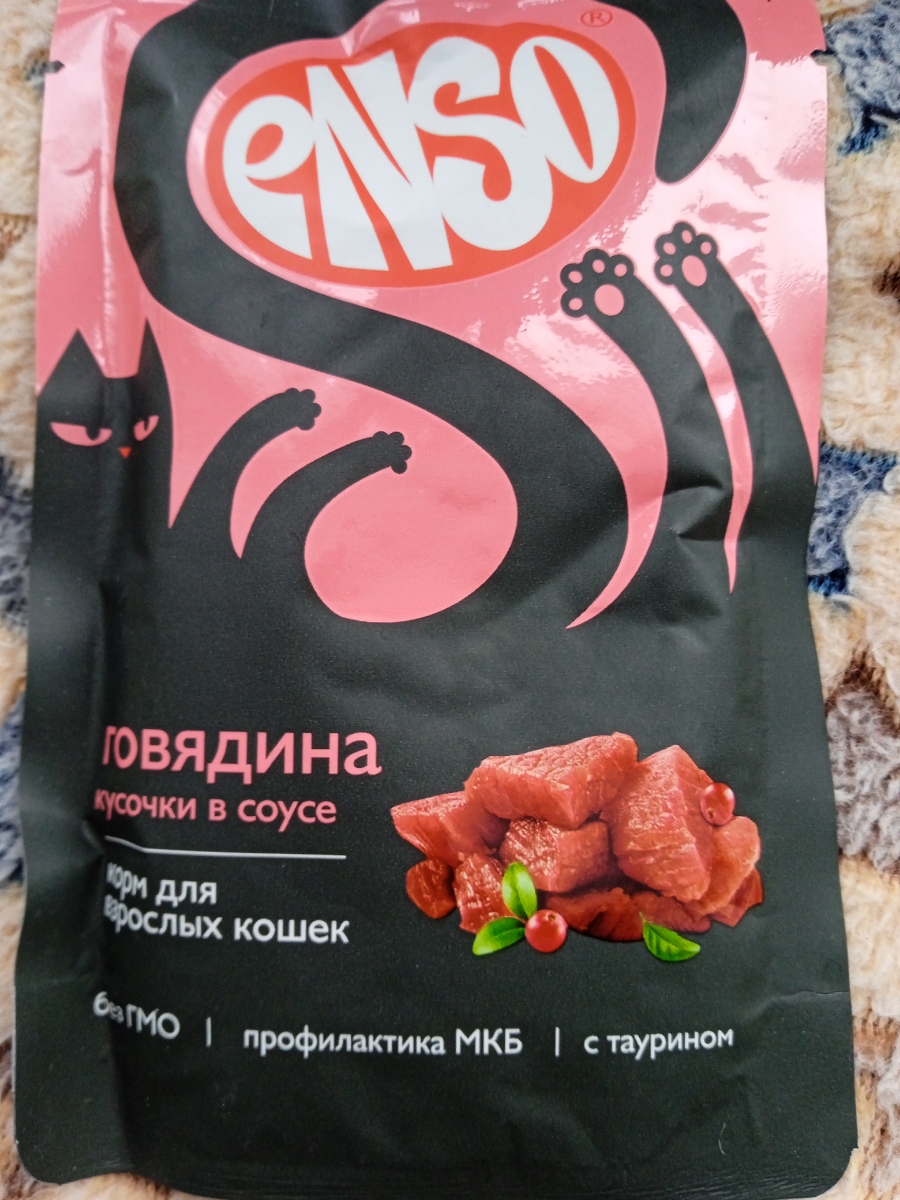 ®
eNSO
говядина
кусочки в соусе
корм для
взрослых кошек
без ГМО | профилактика МКБ | с таурином